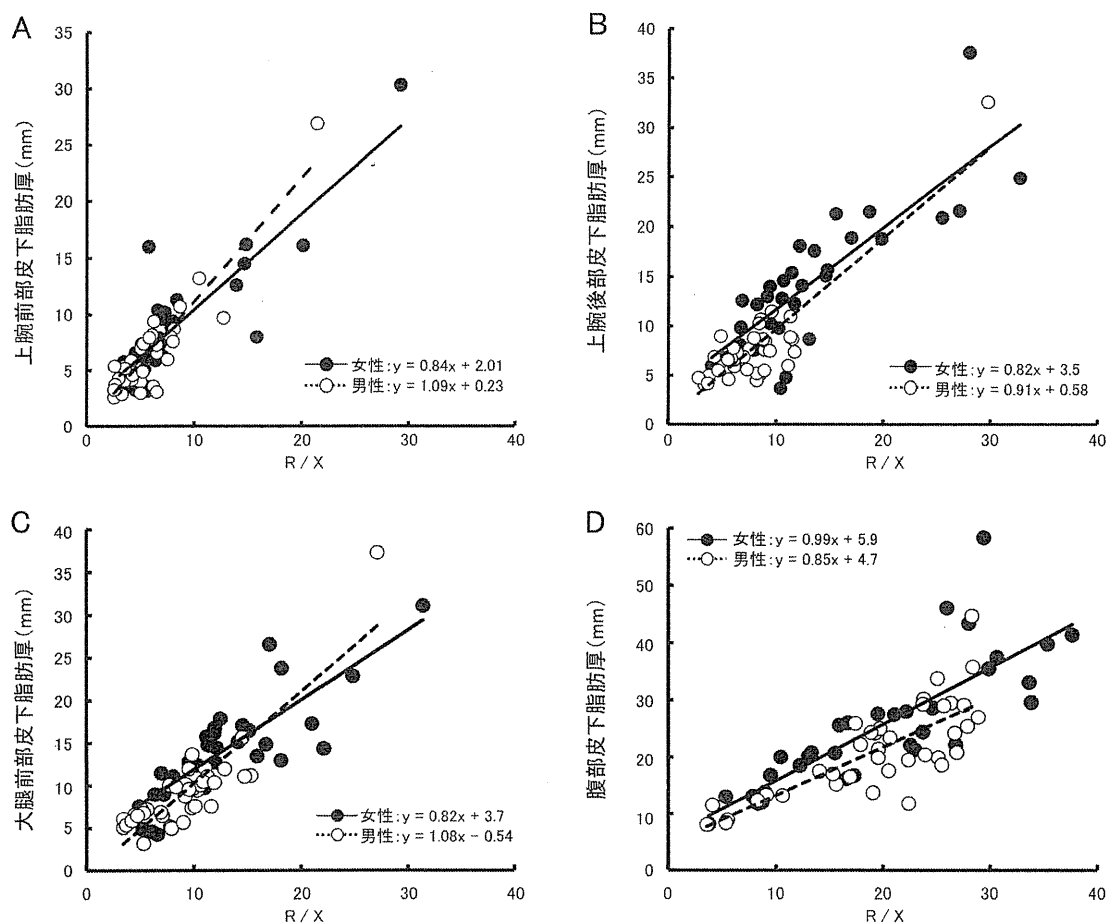 A
35
30
25
20
15
10
5
0
上腕前部皮下脂肪厚(mm)
女性:y = 0.84x + 2.01
男性:y = 1.09x + 0.23
0 10 20 30 40
R / X
B
40
35
30
25
20
15
10
5
0
上腕後部皮下脂肪厚(mm)
女性:y = 0.82x + 3.5
男性:y = 0.91x + 0.58
0 10 20 30 40
R / X
C
40
35
30
25
20
15
10
5
0
大腿前部皮下脂肪厚(mm)
女性:y = 0.82x + 3.7
男性:y = 1.08x − 0.54
0 10 20 30 40
R / X
D
60
50
40
30
20
10
0
腹部皮下脂肪厚(mm)
女性:y = 0.99x + 5.9
男性:y = 0.85x + 4.7
0 10 20 30 40
R / X